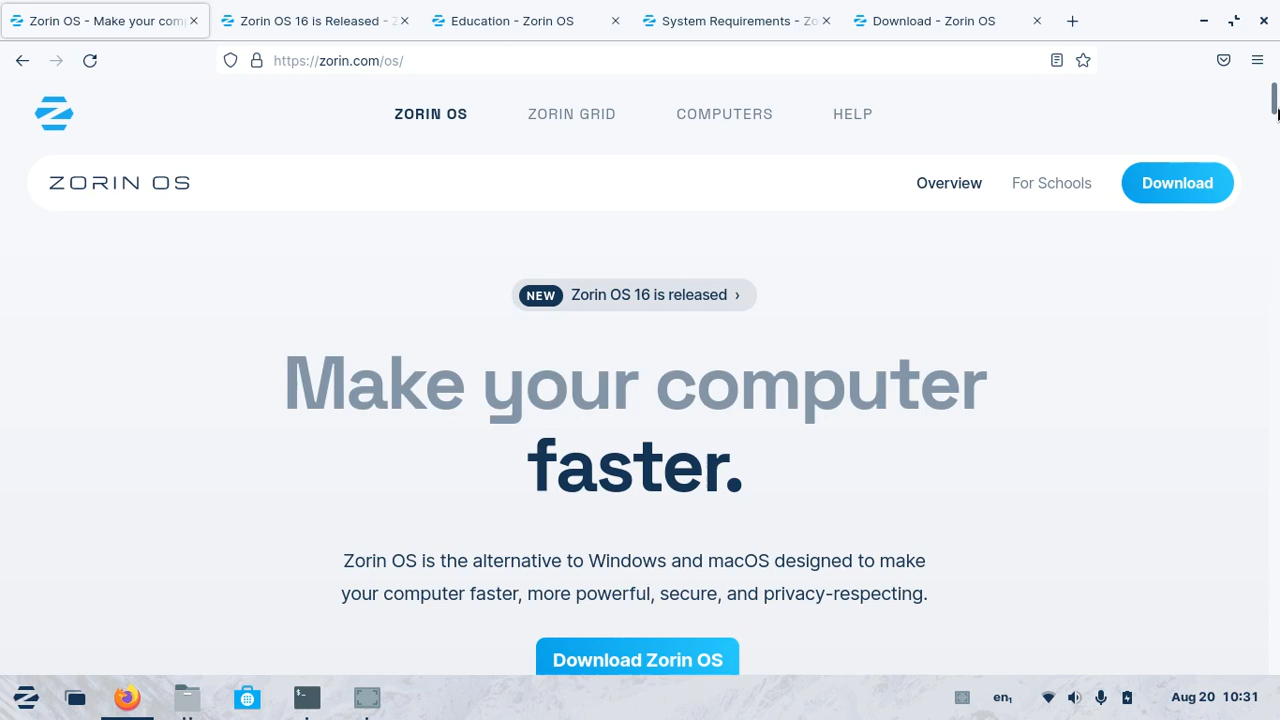 Zorin OS - Make your com
Zorin OS 16 is Released - Z
Education - Zorin OS
System Requirements - Zo
Download - Zorin OS
https://zorin.com/os/
ZORIN OS
ZORIN GRID
COMPUTERS
HELP
ZORIN OS
Overview
For Schools
Download
NEW Zorin OS 16 is released ›
Make your computer
faster.
Zorin OS is the alternative to Windows and macOS designed to make
your computer faster, more powerful, secure, and privacy-respecting.
Download Zorin OS
en₁
Aug 20 10:31